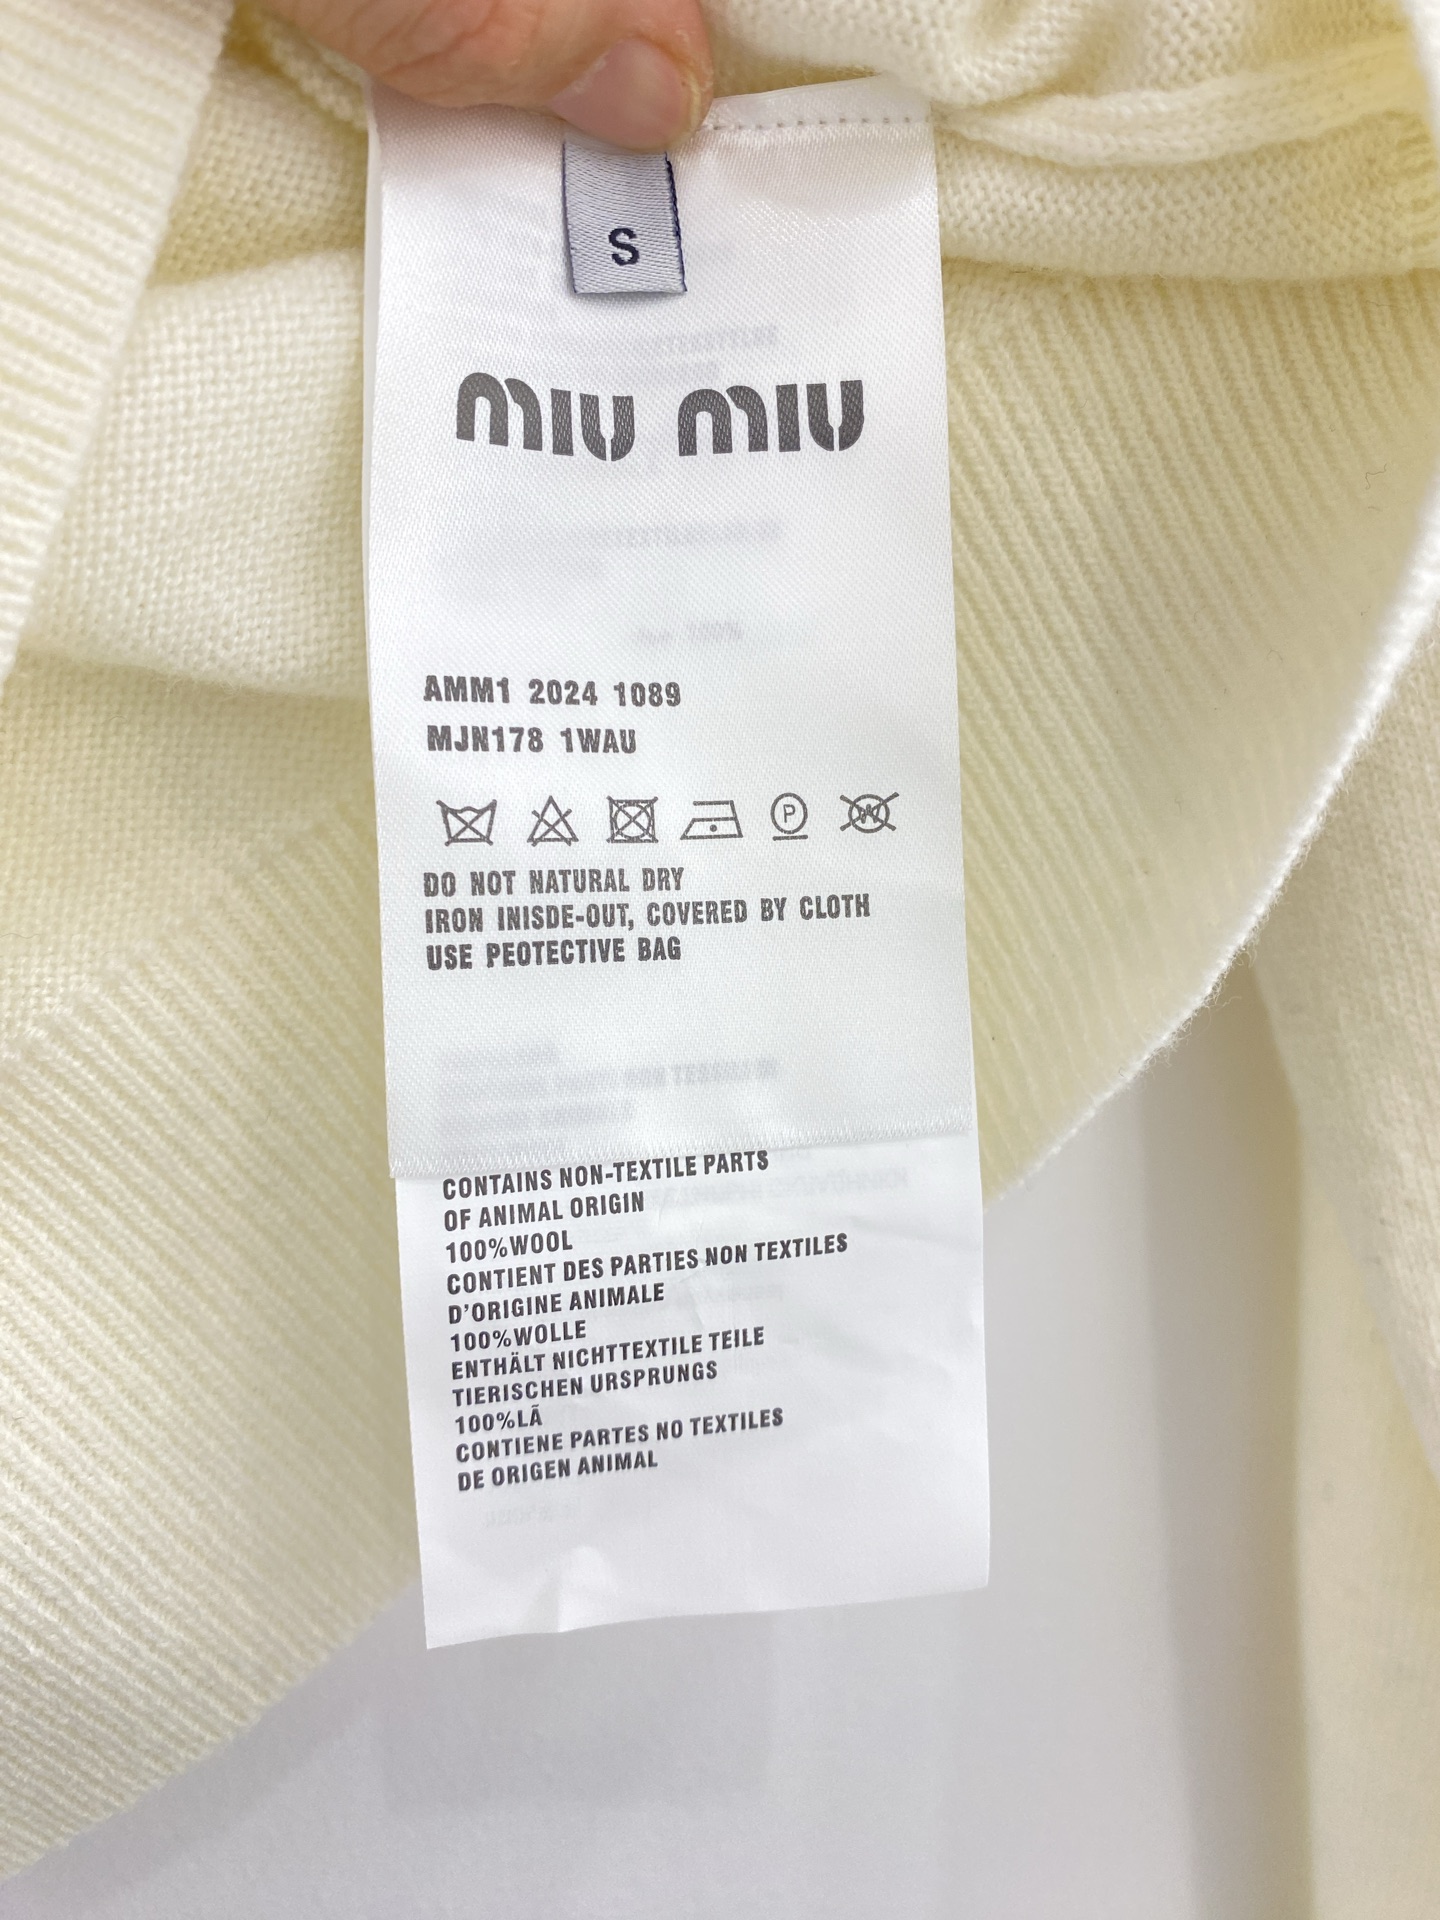 S
MIU MIU
AMM1 2024 1089
MJN178 1WAU
P
W
DO NOT NATURAL DRY
IRON INISDE-OUT, COVERED BY CLOTH
USE PEOTECTIVE BAG
CONTAINS NON-TEXTILE PARTS
OF ANIMAL ORIGIN
100%WOOL
CONTIENT DES PARTIES NON TEXTILES
D'ORIGINE ANIMALE
100%WOLLE
ENTHÄLT NICHTTEXTILE TEILE
TIERISCHEN URSPRUNGS
100%LÃ
CONTIENE PARTES NO TEXTILES
DE ORIGEN ANIMAL